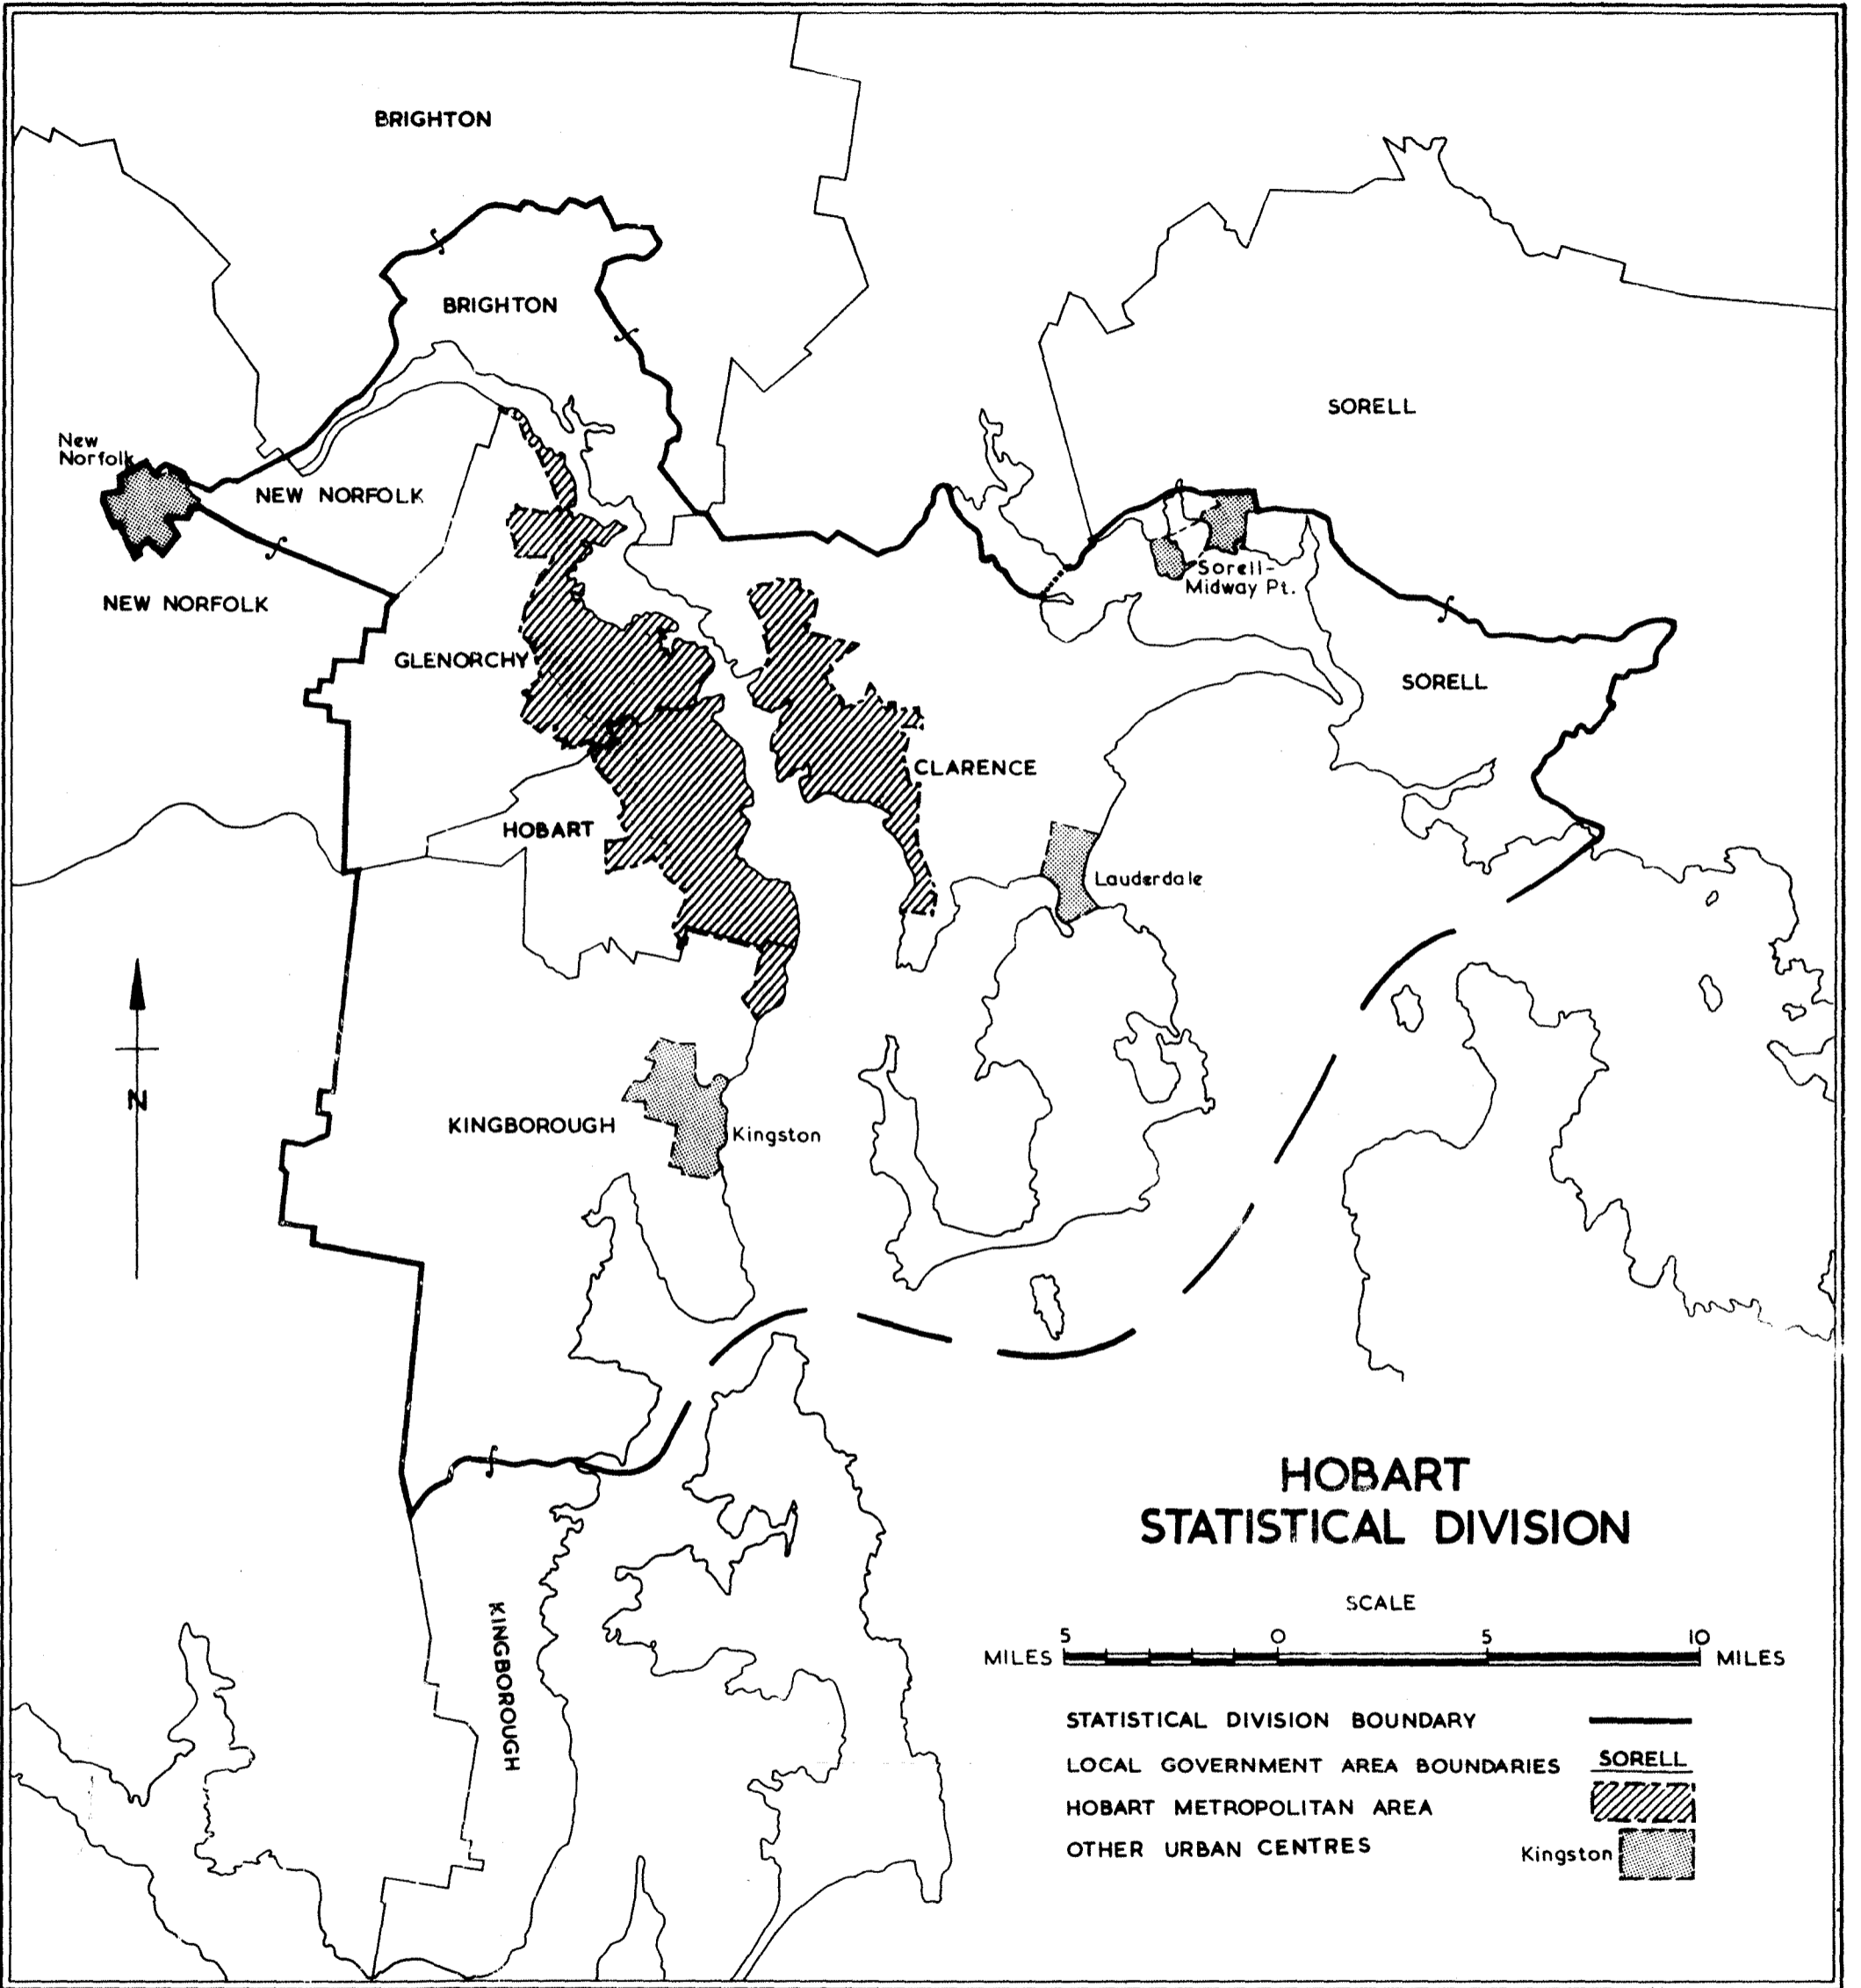 BRIGHTON
BRIGHTON
SORELL
New
Norfolk
NEW NORFOLK
Sorell-
Midway Pt.
NEW NORFOLK
GLENORCHY
SORELL
CLARENCE
HOBART
Lauderdale
N
KINGBOROUGH
Kingston
HOBART
STATISTICAL DIVISION
KINGBOROUGH
SCALE
5 0 5 10
MILES MILES
STATISTICAL DIVISION BOUNDARY
LOCAL GOVERNMENT AREA BOUNDARIES SORELL
HOBART METROPOLITAN AREA
OTHER URBAN CENTRES Kingston